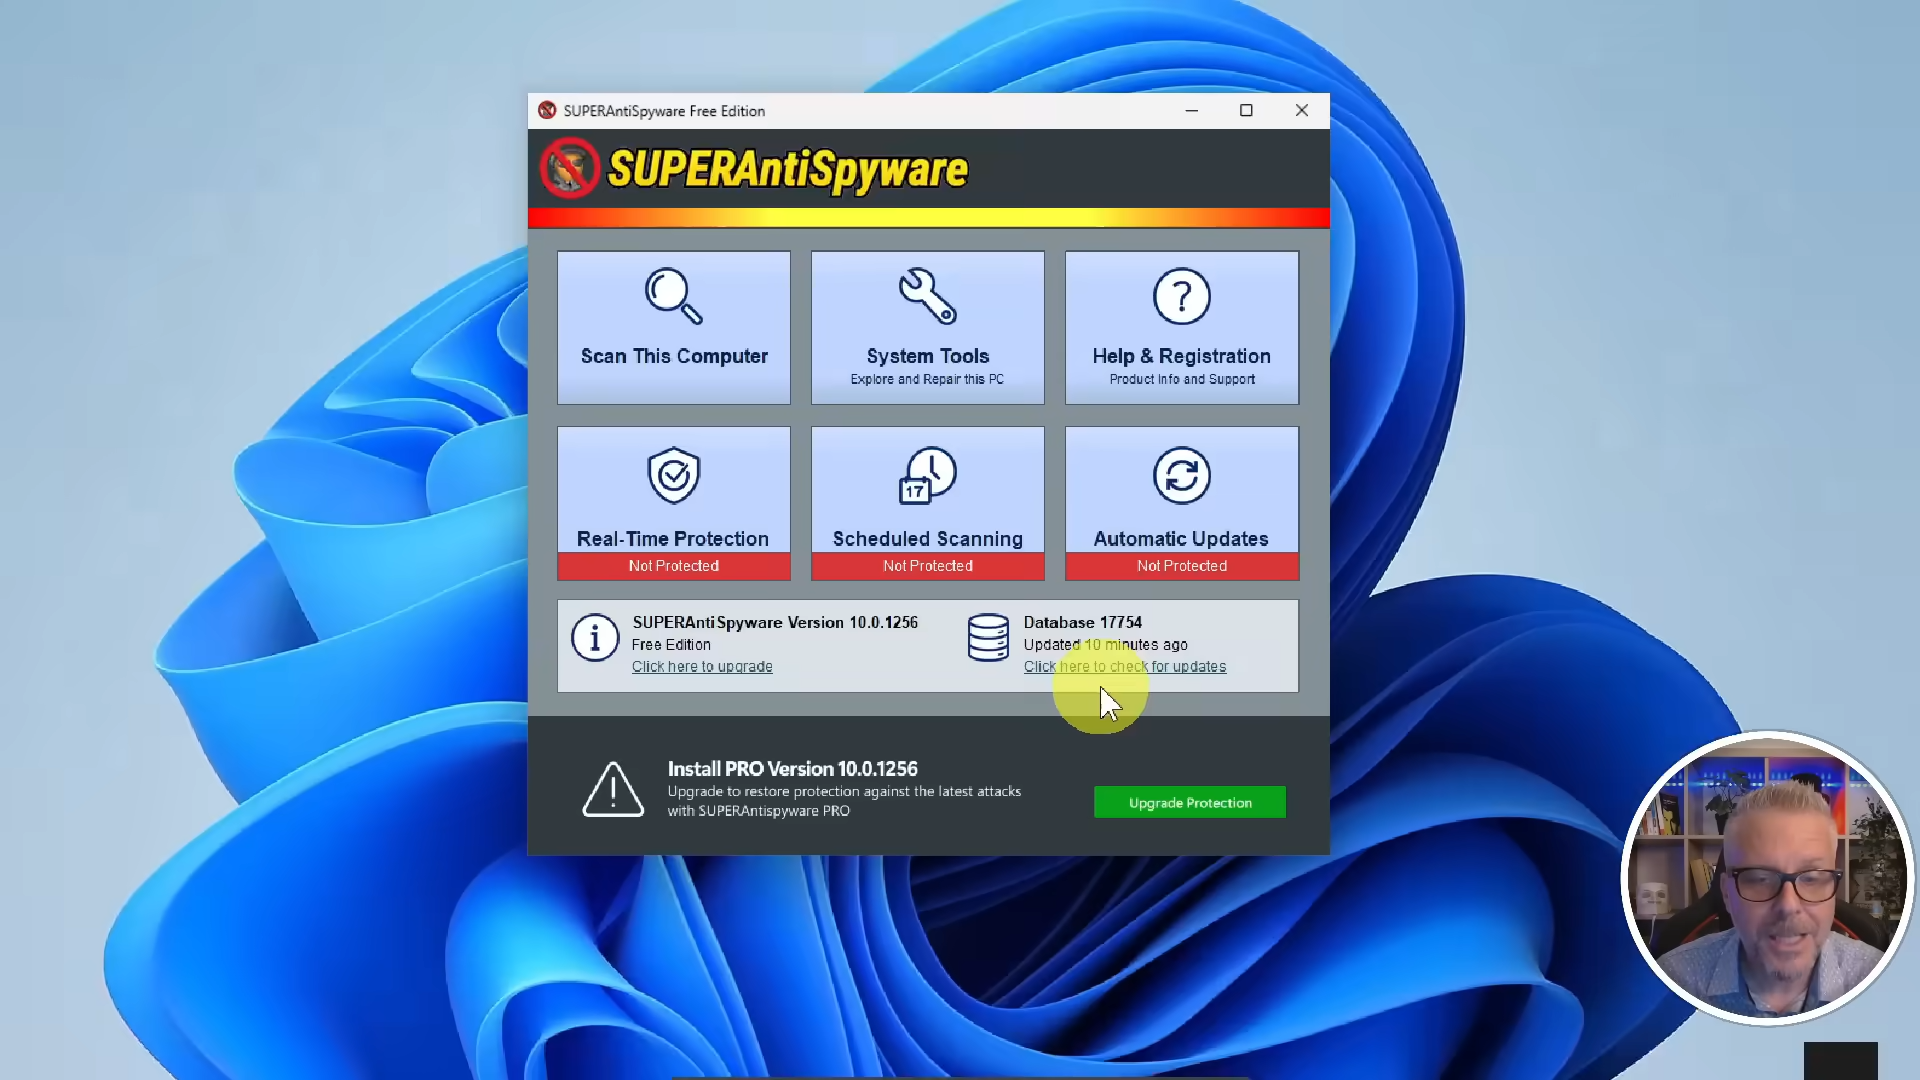 SUPERAntiSpyware Free Edition
SUPERAntiSpyware
Scan This Computer
System Tools
Explore and Repair this PC
Help & Registration
Product Info and Support
Real-Time Protection
Not Protected
17
Scheduled Scanning
Not Protected
Automatic Updates
Not Protected
SUPERAntiSpyware Version 10.0.1256
Free Edition
Click here to upgrade
Database 17754
Updated 10 minutes ago
Click here to check for updates
Install PRO Version 10.0.1256
Upgrade to restore protection against the latest attacks
with SUPERAntispyware PRO
Upgrade Protection